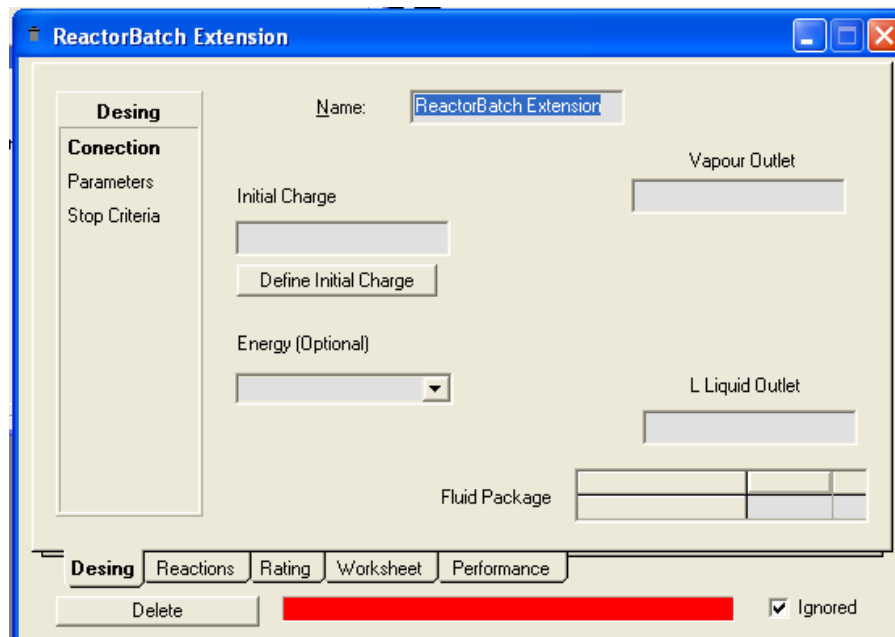 ReactorBatch Extension
Desing
Conection
Parameters
Stop Criteria
Name:
ReactorBatch Extension
Vapour Outlet
Initial Charge
Define Initial Charge
Energy (Optional)
L Liquid Outlet
Fluid Package
Desing Reactions Rating Worksheet Performance
Delete
Ignored